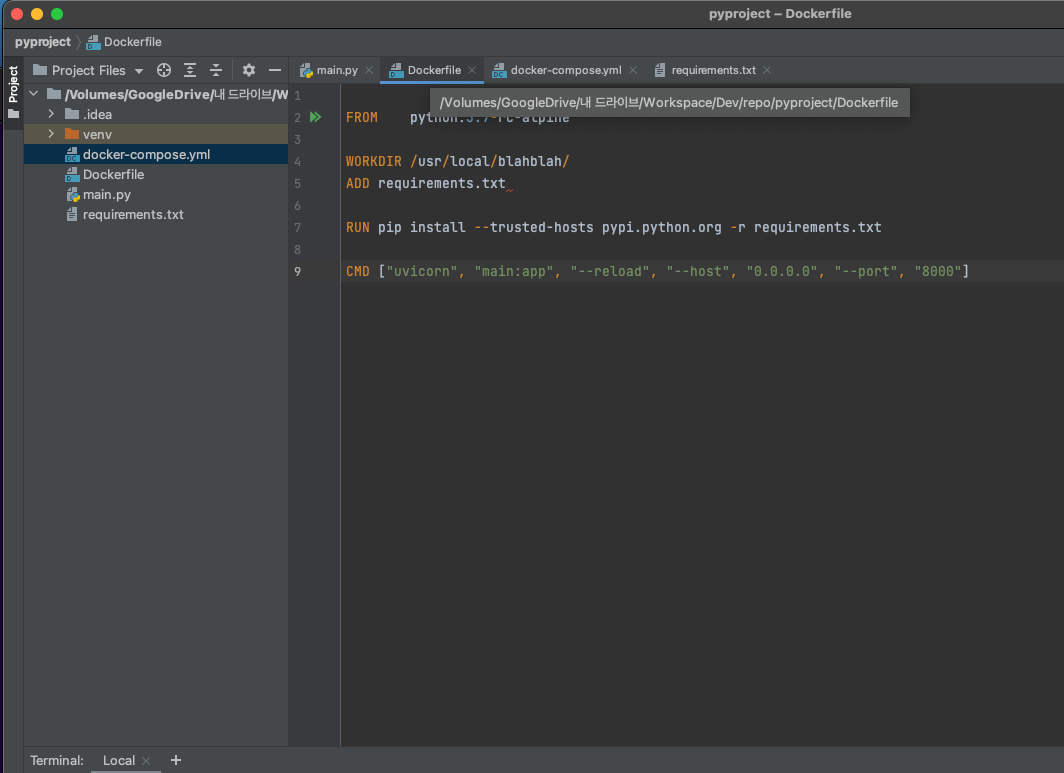 pyproject – Dockerfile
pyproject Dockerfile
Project
Project Files
main.py Dockerfile docker-compose.yml requirements.txt
/Volumes/GoogleDrive/내 드라이브/W
.idea
venv
docker-compose.yml
Dockerfile
main.py
requirements.txt
/Volumes/GoogleDrive/내 드라이브/Workspace/Dev/repo/pyproject/Dockerfile
1
2 FROM python:3.7-rc-alpine
3
4 WORKDIR /usr/local/blahblah/
5 ADD requirements.txt
6
7 RUN pip install --trusted-hosts pypi.python.org -r requirements.txt
8
9 CMD ["uvicorn", "main:app", "--reload", "--host", "0.0.0.0", "--port", "8000"]
Terminal: Local +